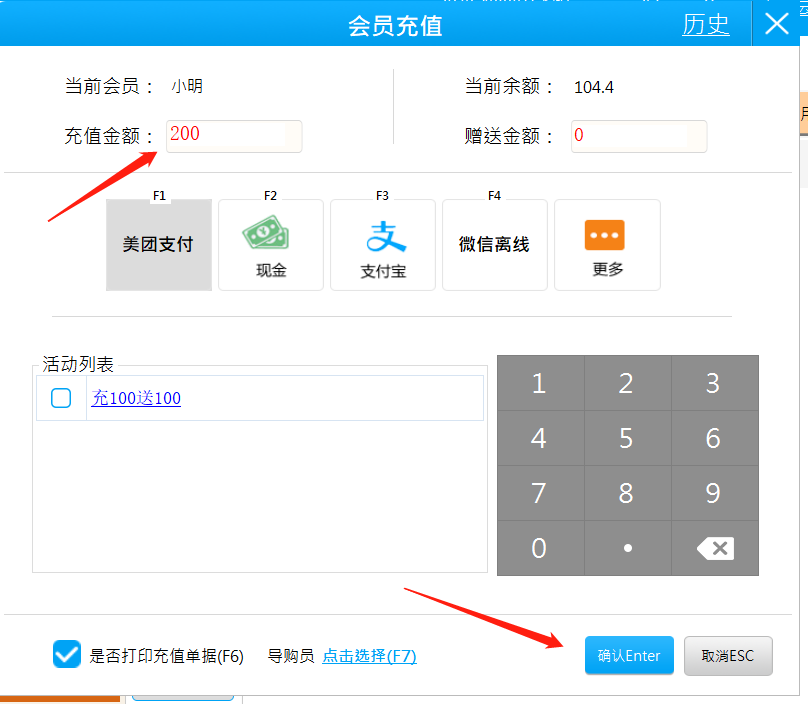 会员充值 历史
当前会员： 小明 当前余额： 104.4
充值金额： 200 赠送金额： 0
F1 F2 F3 F4
美团支付 现金 支付宝 微信离线 更多
活动列表
充100送100
1 2 3
4 5 6
7 8 9
0 .
是否打印充值单据(F6) 导购员 点击选择(F7) 确认Enter 取消ESC